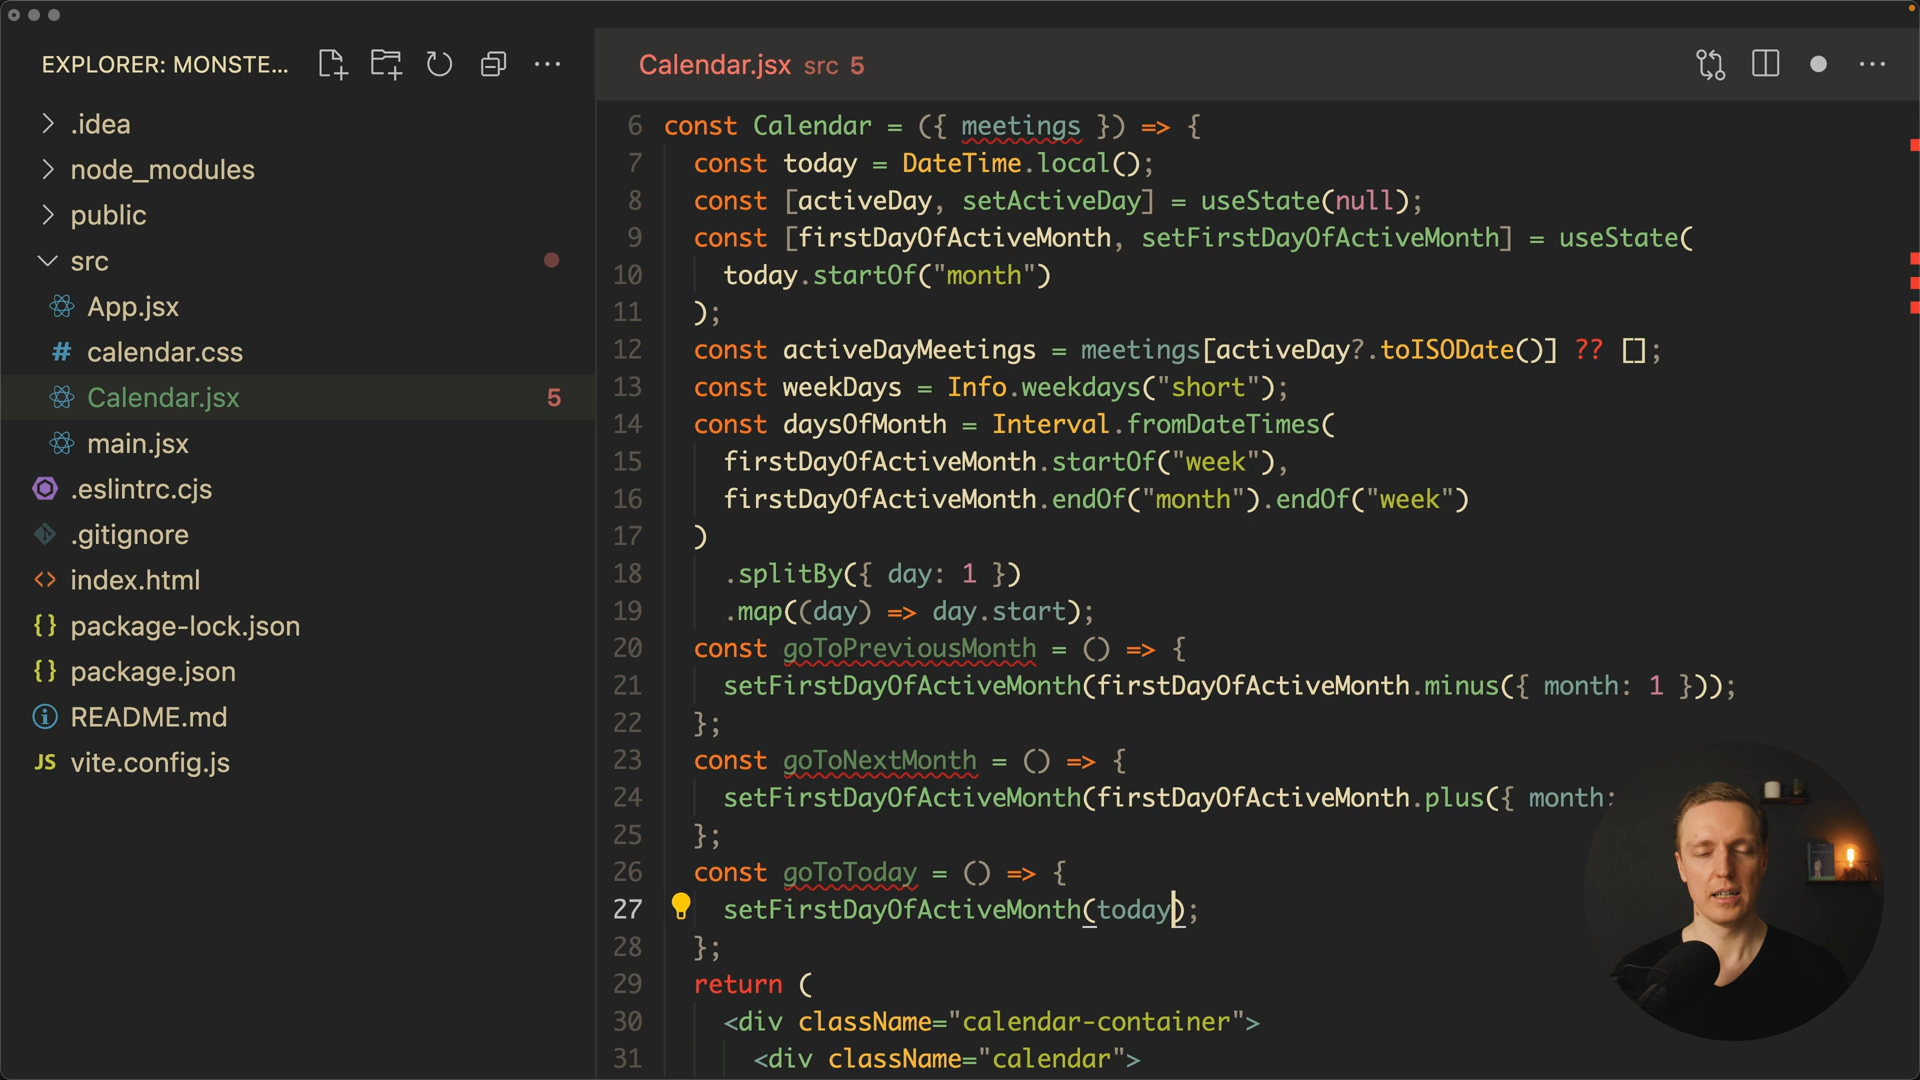 EXPLORER: MONSTE...
.idea
node_modules
public
src
App.jsx
# calendar.css
Calendar.jsx 5
main.jsx
.eslintrc.cjs
.gitignore
<> index.html
{} package-lock.json
{} package.json
README.md
JS vite.config.js
Calendar.jsx src 5
6 const Calendar = ({ meetings }) => {
7 const today = DateTime.local();
8 const [activeDay, setActiveDay] = useState(null);
9 const [firstDayOfActiveMonth, setFirstDayOfActiveMonth] = useState(
10 today.startOf("month")
11 );
12 const activeDayMeetings = meetings[activeDay?.toISODate()] ?? [];
13 const weekDays = Info.weekdays("short");
14 const daysOfMonth = Interval.fromDateTimes(
15 firstDayOfActiveMonth.startOf("week"),
16 firstDayOfActiveMonth.endOf("month").endOf("week")
17 )
18 .splitBy({ day: 1 })
19 .map((day) => day.start);
20 const goToPreviousMonth = () => {
21 setFirstDayOfActiveMonth(firstDayOfActiveMonth.minus({ month: 1 }));
22 };
23 const goToNextMonth = () => {
24 setFirstDayOfActiveMonth(firstDayOfActiveMonth.plus({ month:
25 };
26 const goToToday = () => {
27 setFirstDayOfActiveMonth(today);
28 };
29 return (
30 <div className="calendar-container">
31 <div className="calendar">